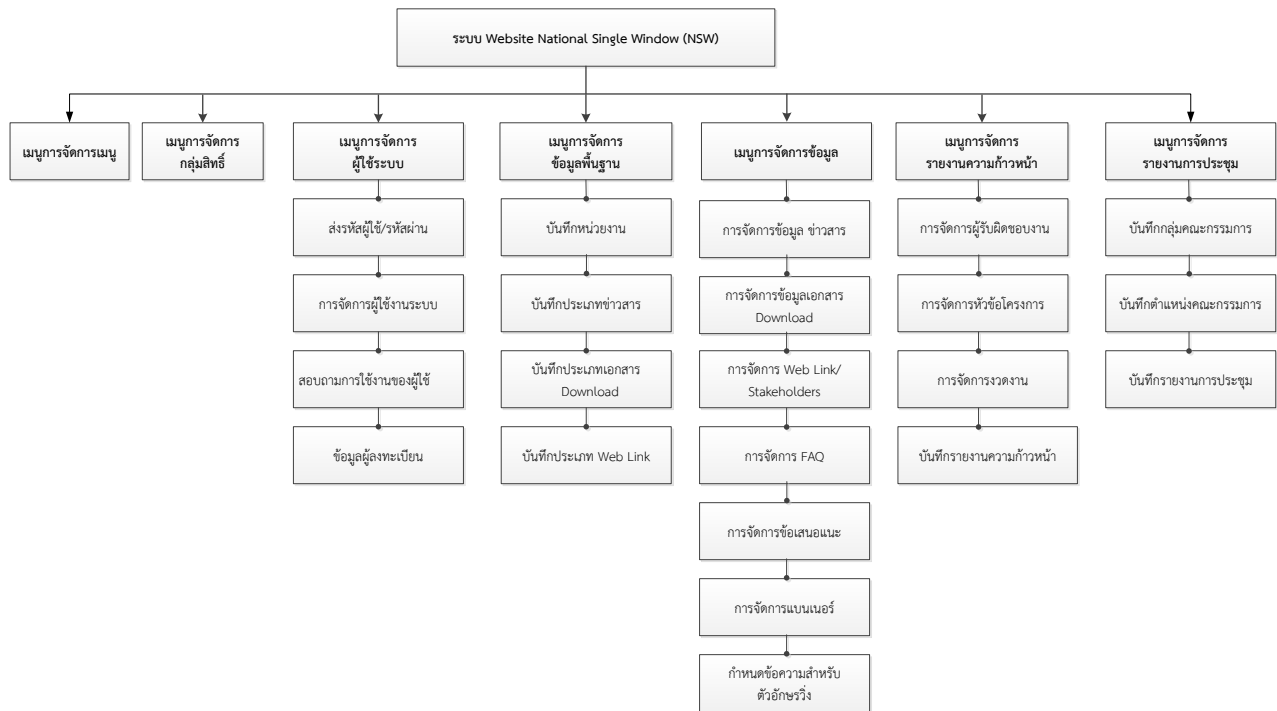 ระบบ Website National Single Window (NSW)
เมนูการจัดการเมนู
เมนูการจัดการ
กลุ่มสิทธิ์
เมนูการจัดการ
ผู้ใช้ระบบ
ส่งรหัสผู้ใช้/รหัสผ่าน
การจัดการผู้ใช้งานระบบ
สอบถามการใช้งานของผู้ใช้
ข้อมูลผู้ลงทะเบียน
เมนูการจัดการ
ข้อมูลพื้นฐาน
บันทึกหน่วยงาน
บันทึกประเภทข่าวสาร
บันทึกประเภทเอกสาร
Download
บันทึกประเภท Web Link
เมนูการจัดการข้อมูล
การจัดการข้อมูล ข่าวสาร
การจัดการข้อมูลเอกสาร
Download
การจัดการ Web Link/
Stakeholders
การจัดการ FAQ
การจัดการข้อเสนอแนะ
การจัดการแบนเนอร์
กำหนดข้อความสำหรับ
ตัวอักษรวิ่ง
เมนูการจัดการ
รายงานความก้าวหน้า
การจัดการผู้รับผิดชอบงาน
การจัดการหัวข้อโครงการ
การจัดการงวดงาน
บันทึกรายงานความก้าวหน้า
เมนูการจัดการ
รายงานการประชุม
บันทึกกลุ่มคณะกรรมการ
บันทึกตำแหน่งคณะกรรมการ
บันทึกรายงานการประชุม